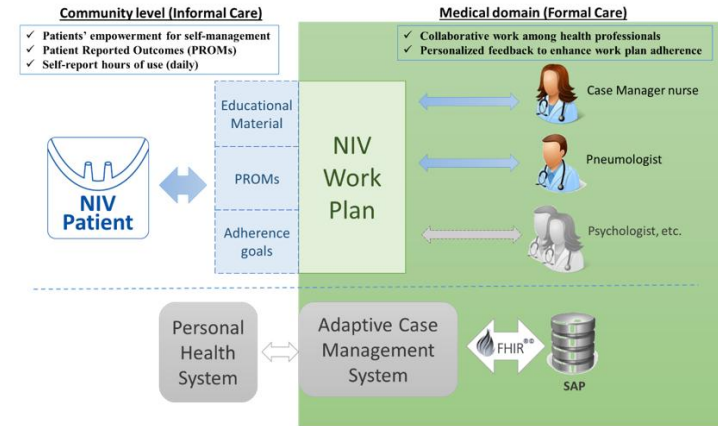 Community level (Informal Care)
✓ Patients' empowerment for self-management
✓ Patient Reported Outcomes (PROMs)
✓ Self-report hours of use (daily)
Medical domain (Formal Care)
✓ Collaborative work among health professionals
✓ Personalized feedback to enhance work plan adherence
NIV
Patient
Educational
Material
PROMs
Adherence
goals
NIV
Work
Plan
Case Manager nurse
Pneumologist
Psychologist, etc.
Personal
Health
System
Adaptive Case
Management
System
FHIR®©
SAP